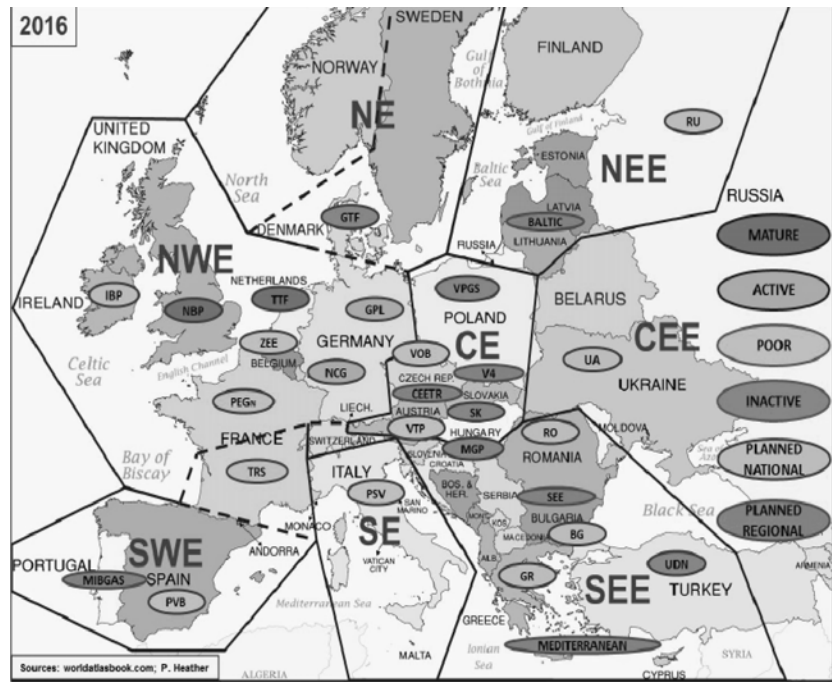 2016
SWEDEN
FINLAND
NORWAY
Gulf
of
Bothnia
NE
RU
UNITED
KINGDOM
Gulf of Finland
ESTONIA
NEE
North
Sea
Baltic
Sea
RUSSIA
LATVIA
GTF
DENMARK
BALTIC
LITHUANIA
MATURE
NWE
RUSSIA
NETHERLANDS
IRELAND
IBP
TTF
VPGS
BELARUS
ACTIVE
NBP
GPL
POLAND
CEE
GERMANY
CE
ZEE
VOB
UA
POOR
Celtic
Sea
English Channel
BELGIUM
NCG
CZECH REP.
V4
UKRAINE
CEETR
SLOVAKIA
INACTIVE
PEGN
LIECH.
AUSTRIA
SK
FRANCE
VTP
HUNGARY
RO
MOLDOVA
SWITZERLAND
SLOVENIA
MGP
ROMANIA
Sea of
Azov
PLANNED
NATIONAL
Bay of
Biscay
CROATIA
TRS
ITALY
BOS. &
HER.
SERBIA
SEE
PSV
SAN
MARINO
Black Sea
MONACO
MONT.
KOS.
BULGARIA
PLANNED
REGIONAL
SE
MACEDONIA
BG
SWE
ANDORRA
VATICAN
CITY
ALB.
ARMENIA
PORTUGAL
MIBGAS
SPAIN
GR
SEE
UDN
TURKEY
PVB
Mediterranean Sea
GREECE
Ionian
Sea
MEDITERRANEAN
SYRIA
MALTA
CYPRUS
Sources: worldatlasbook.com; P. Heather
ALGERIA